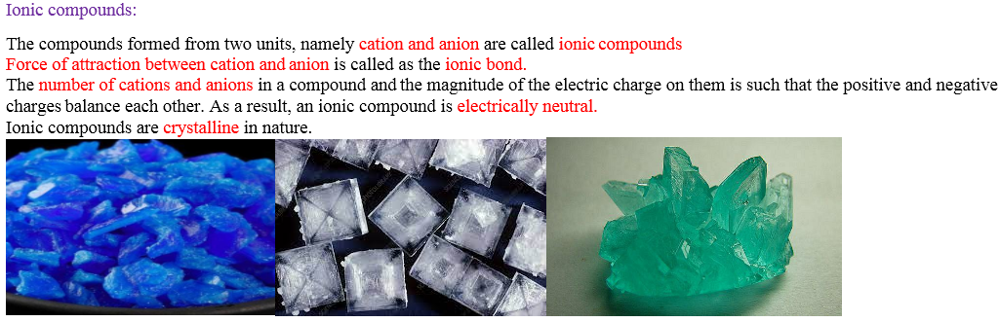 Ionic compounds:
The compounds formed from two units, namely cation and anion are called ionic compounds
Force of attraction between cation and anion is called as the ionic bond.
The number of cations and anions in a compound and the magnitude of the electric charge on them is such that the positive and negative
charges balance each other. As a result, an ionic compound is electrically neutral.
Ionic compounds are crystalline in nature.